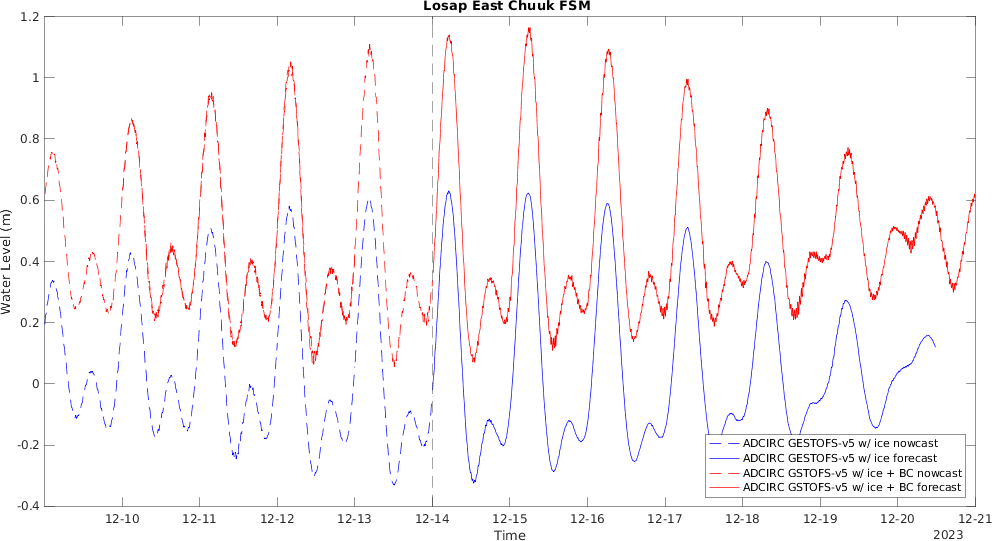 Losap East Chuuk FSM
1.2
1
0.8
0.6
0.4
0.2
0
-0.2
-0.4
Water Level (m)
ADCIRC GESTOFS-v5 w/ ice nowcast
ADCIRC GESTOFS-v5 w/ ice forecast
ADCIRC GSTOFS-v5 w/ ice + BC nowcast
ADCIRC GSTOFS-v5 w/ ice + BC forecast
12-10 12-11 12-12 12-13 12-14 12-15 12-16 12-17 12-18 12-19 12-20 12-21
Time
2023